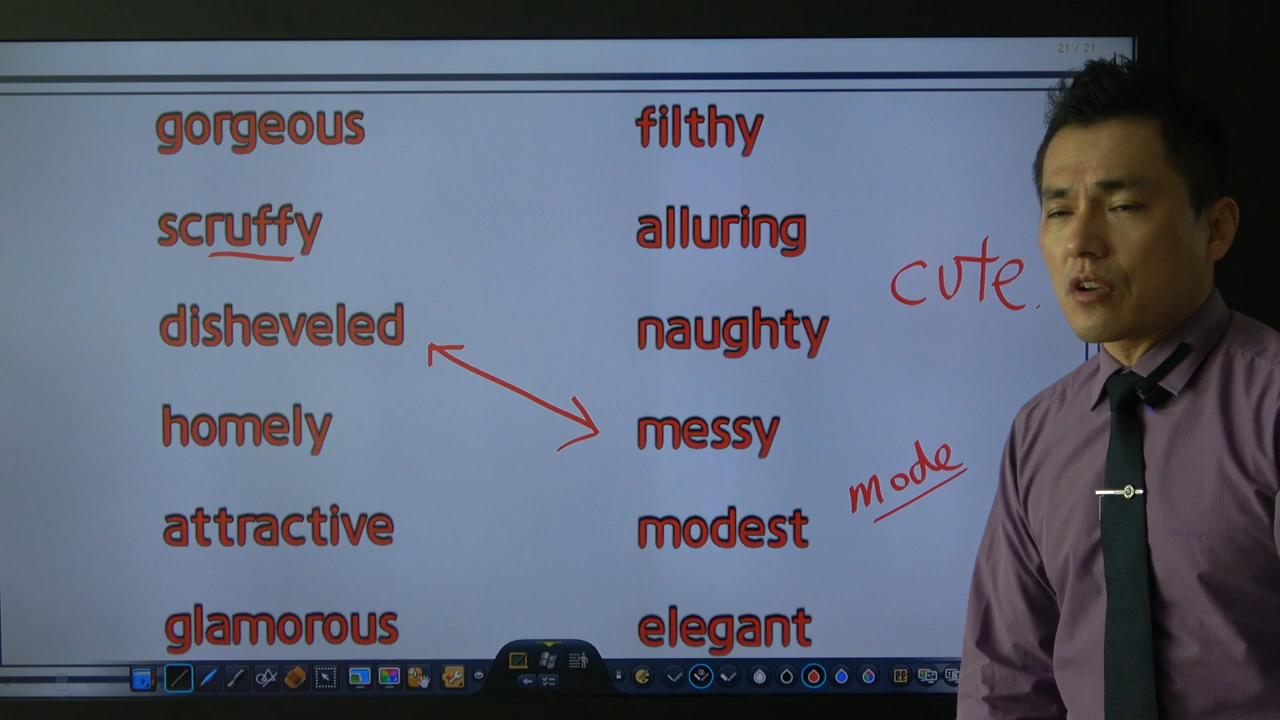 21 / 21
gorgeous
filthy
scruffy
alluring
cute.
disheveled
naughty
homely
messy
mode
attractive
modest
glamorous
elegant